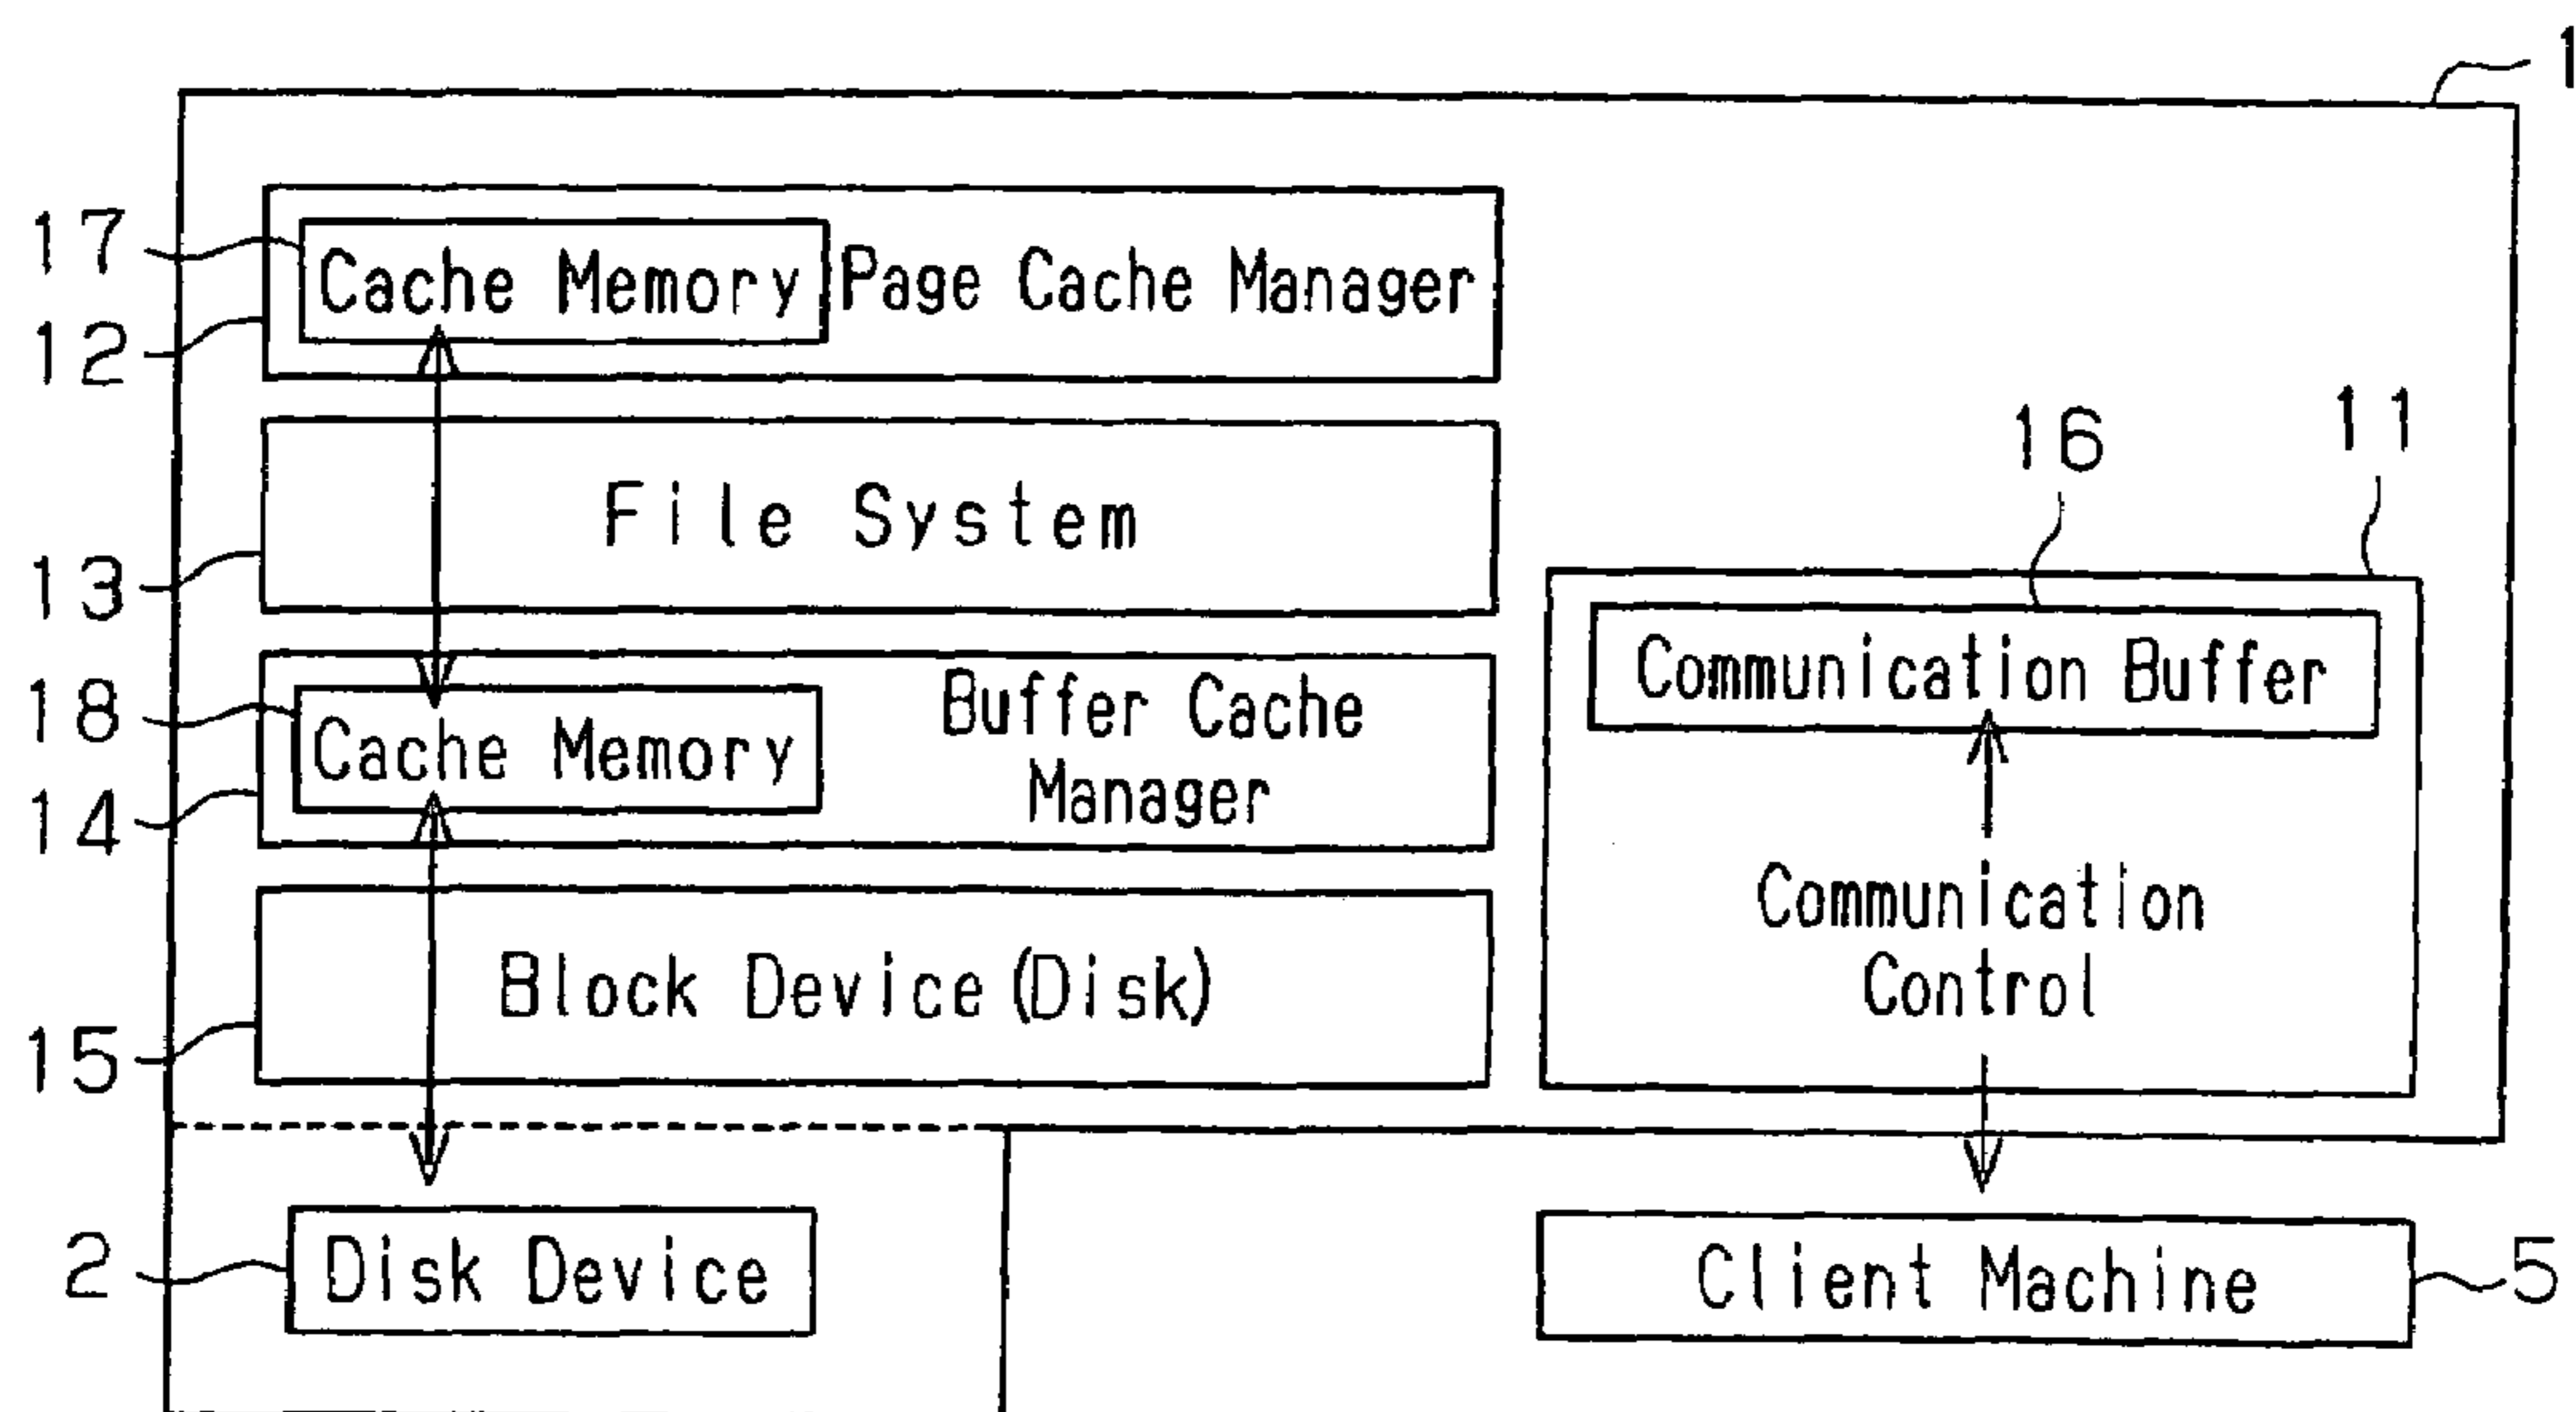 1
17
Cache Memory
Page Cache Manager
12
File System
13
16
11
Communication Buffer
18
Cache Memory
Buffer Cache
Manager
14
Communication
Control
Block Device (Disk)
15
2
Disk Device
Client Machine
5